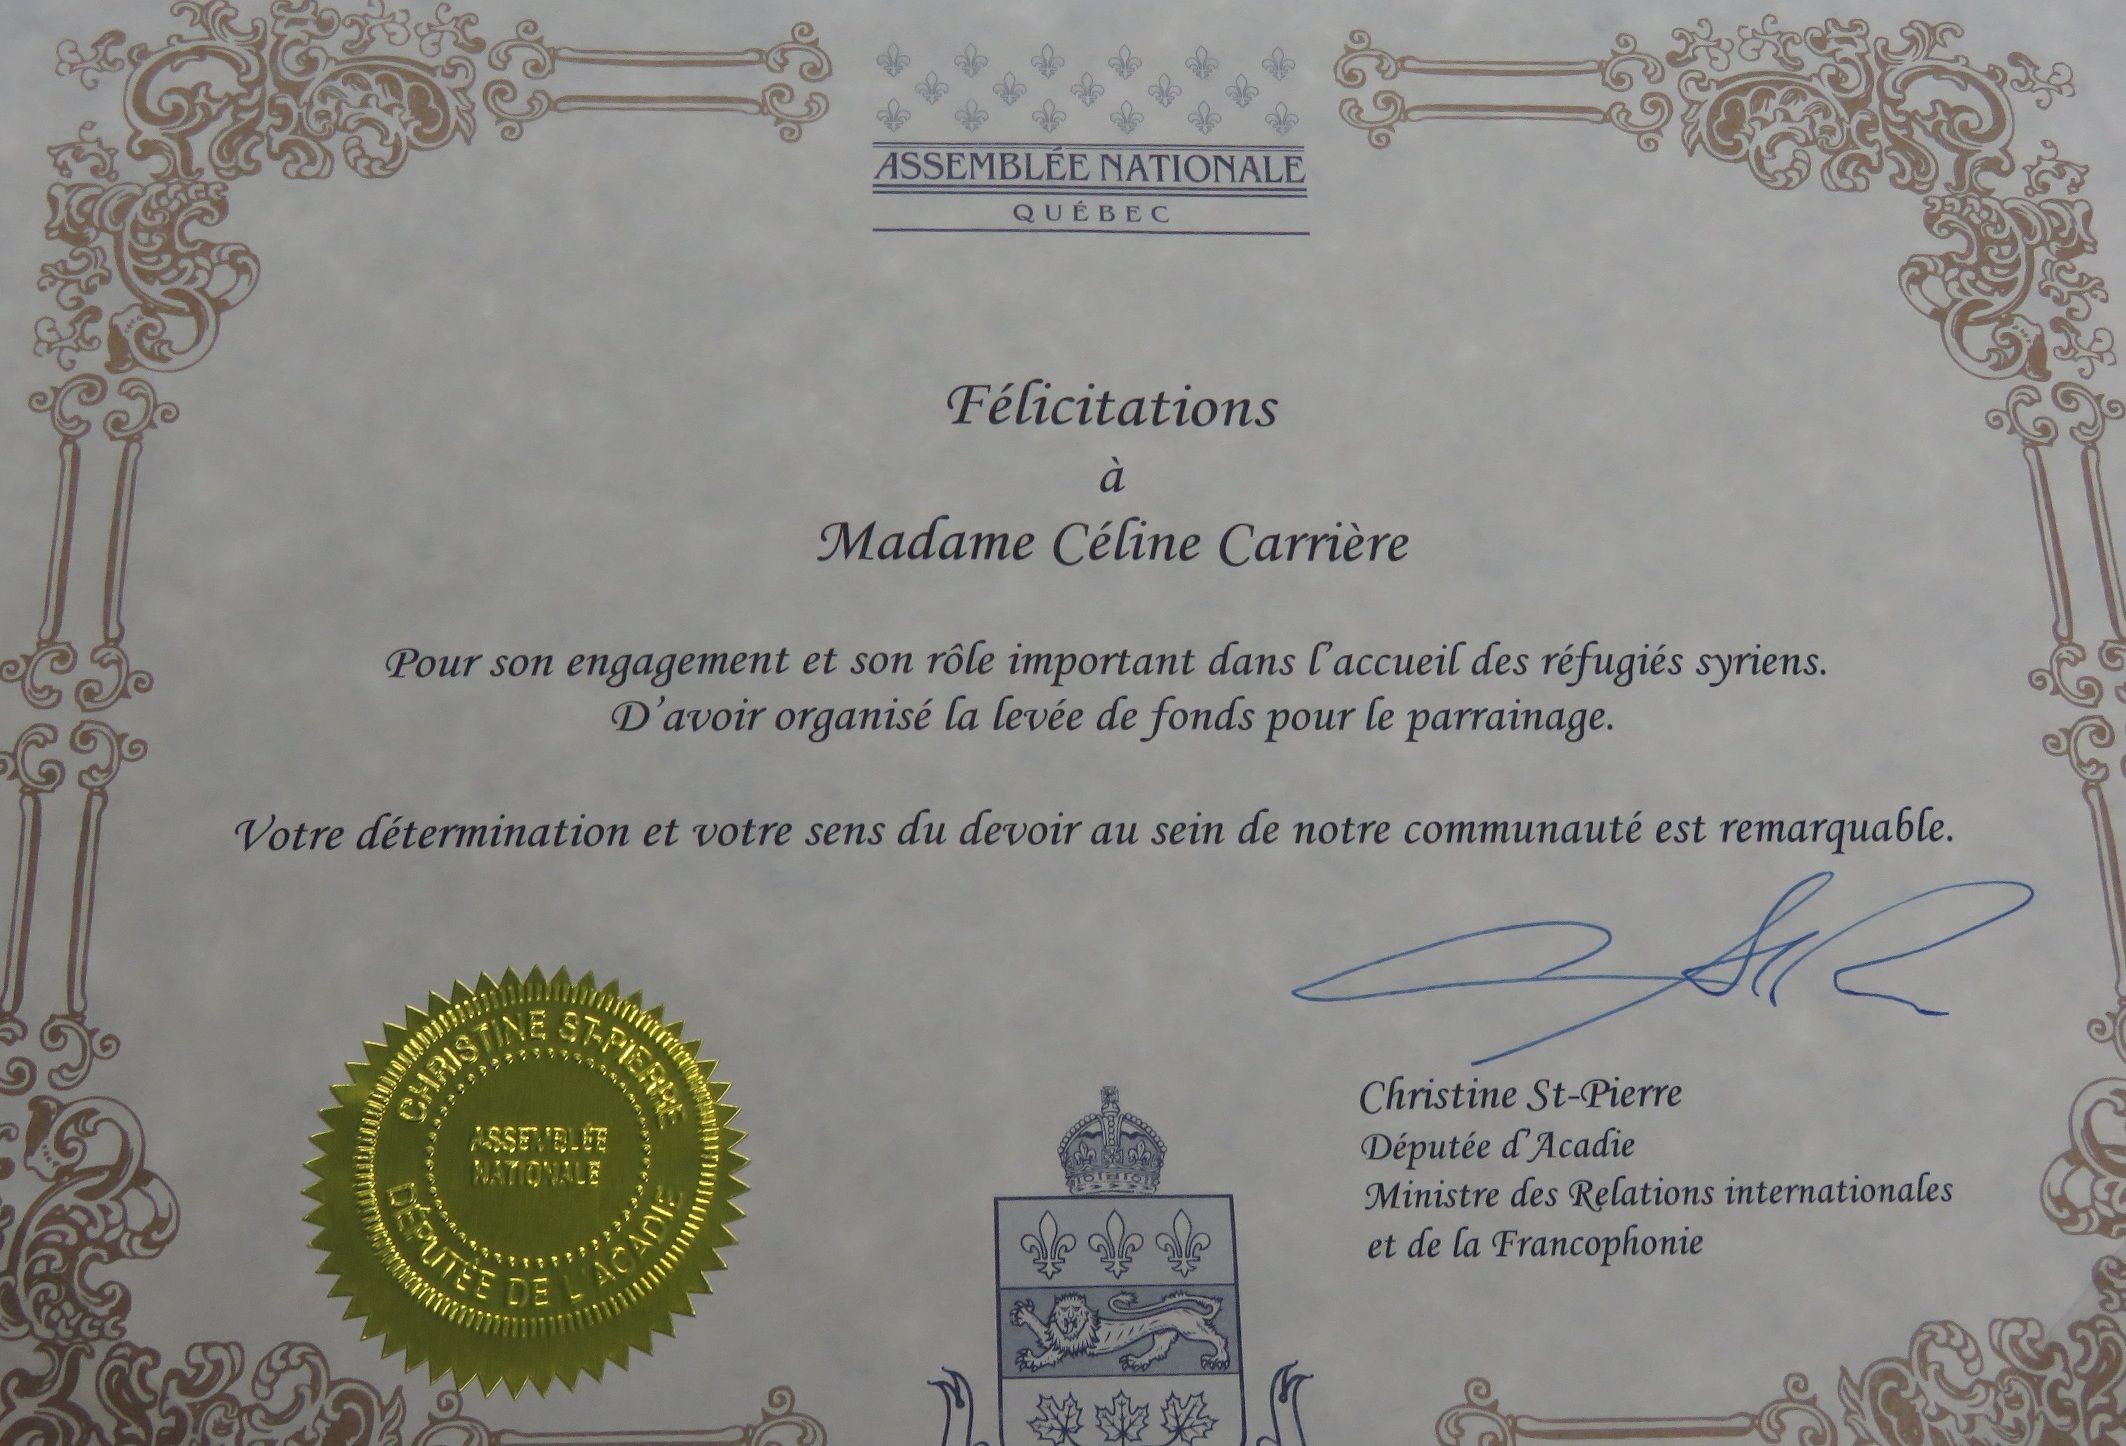 ASSEMBLÉE NATIONALE
QUÉBEC
Félicitations
à
Madame Céline Carrière
Pour son engagement et son rôle important dans l'accueil des réfugiés syriens.
D'avoir organisé la levée de fonds pour le parrainage.
Votre détermination et votre sens du devoir au sein de notre communauté est remarquable.
Christine St-Pierre
Députée d'Acadie
Ministre des Relations internationales
et de la Francophonie
CHRISTINE ST-PIERRE
ASSEMBLÉE
NATIONALE
DÉPUTÉE DE L'ACADIE